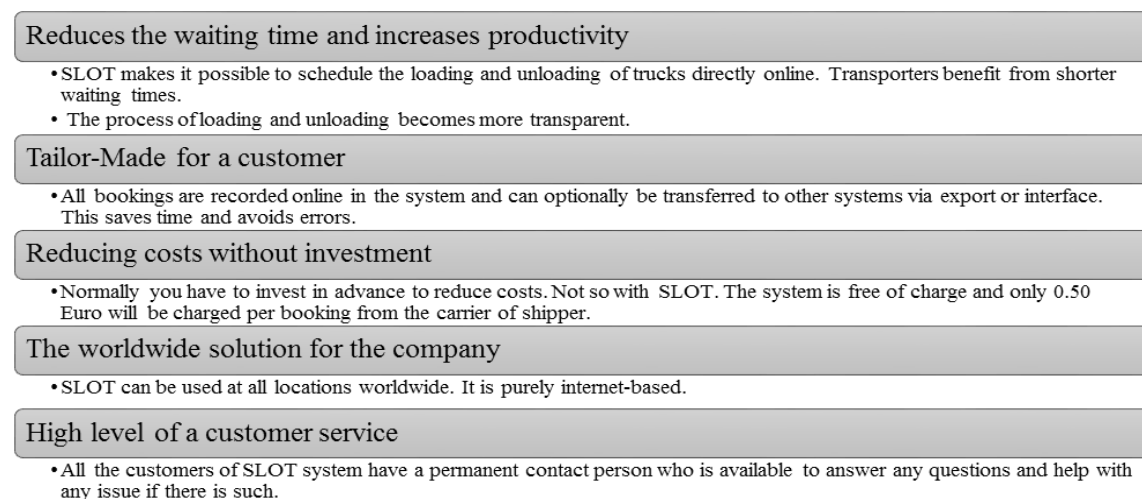 Reduces the waiting time and increases productivity
•SLOT makes it possible to schedule the loading and unloading of trucks directly online. Transporters benefit from shorter
waiting times.
• The process of loading and unloading becomes more transparent.
Tailor-Made for a customer
•All bookings are recorded online in the system and can optionally be transferred to other systems via export or interface.
This saves time and avoids errors.
Reducing costs without investment
•Normally you have to invest in advance to reduce costs. Not so with SLOT. The system is free of charge and only 0.50
Euro will be charged per booking from the carrier of shipper.
The worldwide solution for the company
•SLOT can be used at all locations worldwide. It is purely internet-based.
High level of a customer service
•All the customers of SLOT system have a permanent contact person who is available to answer any questions and help with
any issue if there is such.